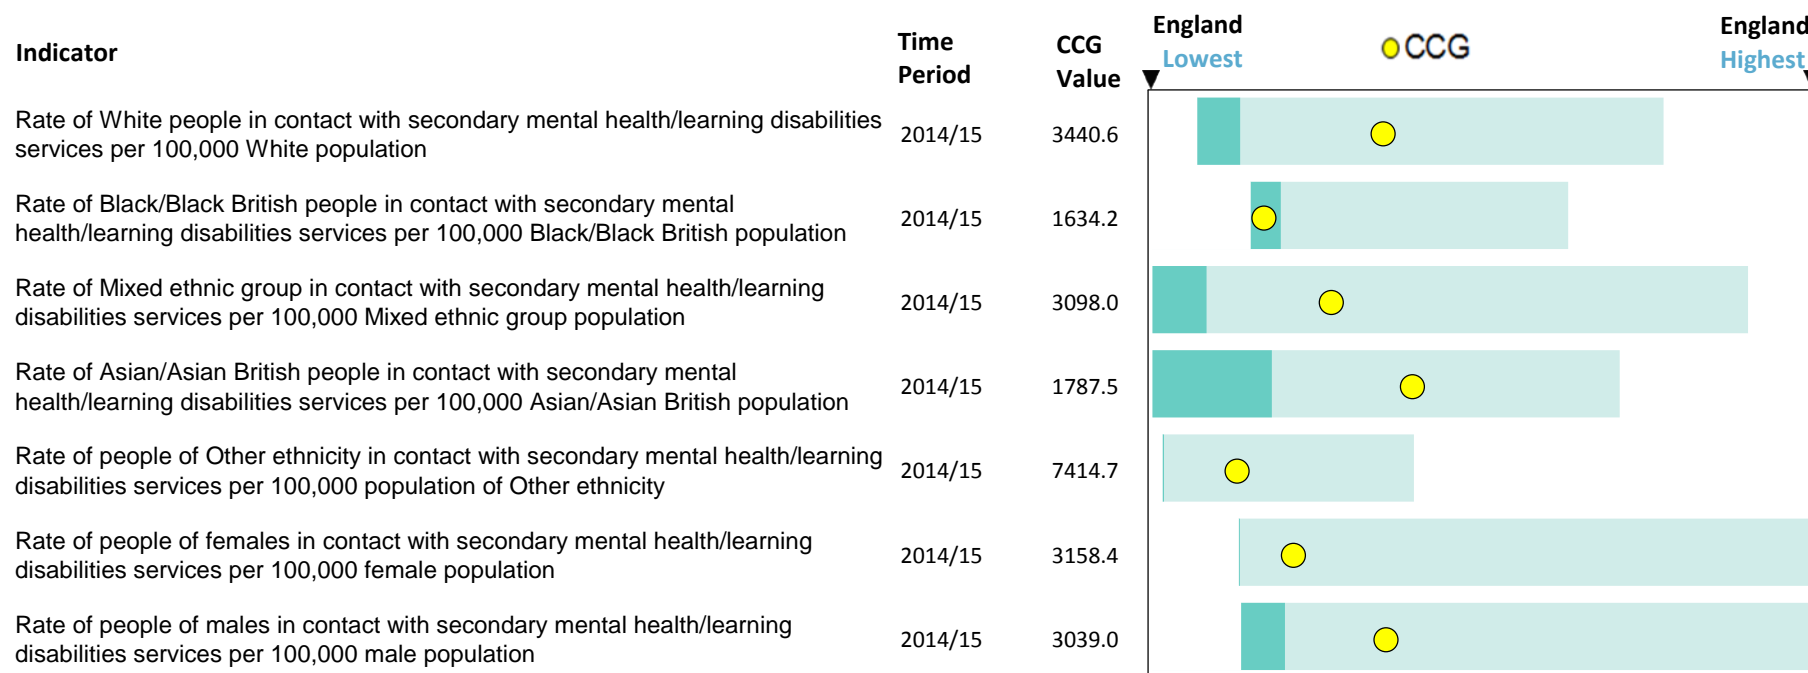 Indicator
Time
Period
CCG
Value
England
Lowest
CCG
England
Highest
Rate of White people in contact with secondary mental health/learning disabilities
services per 100,000 White population
2014/15
3440.6
Rate of Black/Black British people in contact with secondary mental
health/learning disabilities services per 100,000 Black/Black British population
2014/15
1634.2
Rate of Mixed ethnic group in contact with secondary mental health/learning
disabilities services per 100,000 Mixed ethnic group population
2014/15
3098.0
Rate of Asian/Asian British people in contact with secondary mental
health/learning disabilities services per 100,000 Asian/Asian British population
2014/15
1787.5
Rate of people of Other ethnicity in contact with secondary mental health/learning
disabilities services per 100,000 population of Other ethnicity
2014/15
7414.7
Rate of people of females in contact with secondary mental health/learning
disabilities services per 100,000 female population
2014/15
3158.4
Rate of people of males in contact with secondary mental health/learning
disabilities services per 100,000 male population
2014/15
3039.0